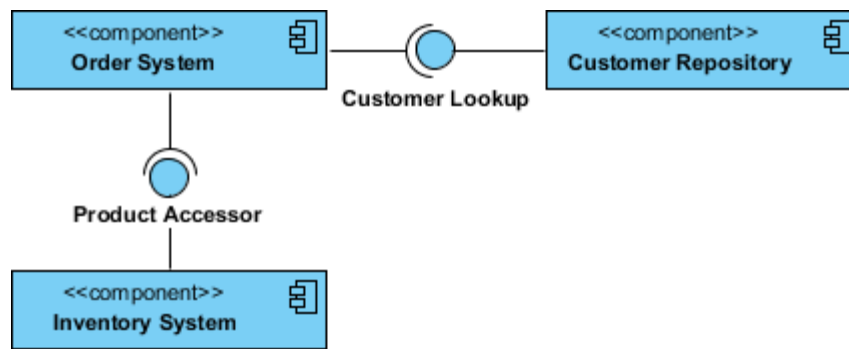 <<component>>
Order System
<<component>>
Customer Repository
Customer Lookup
Product Accessor
<<component>>
Inventory System